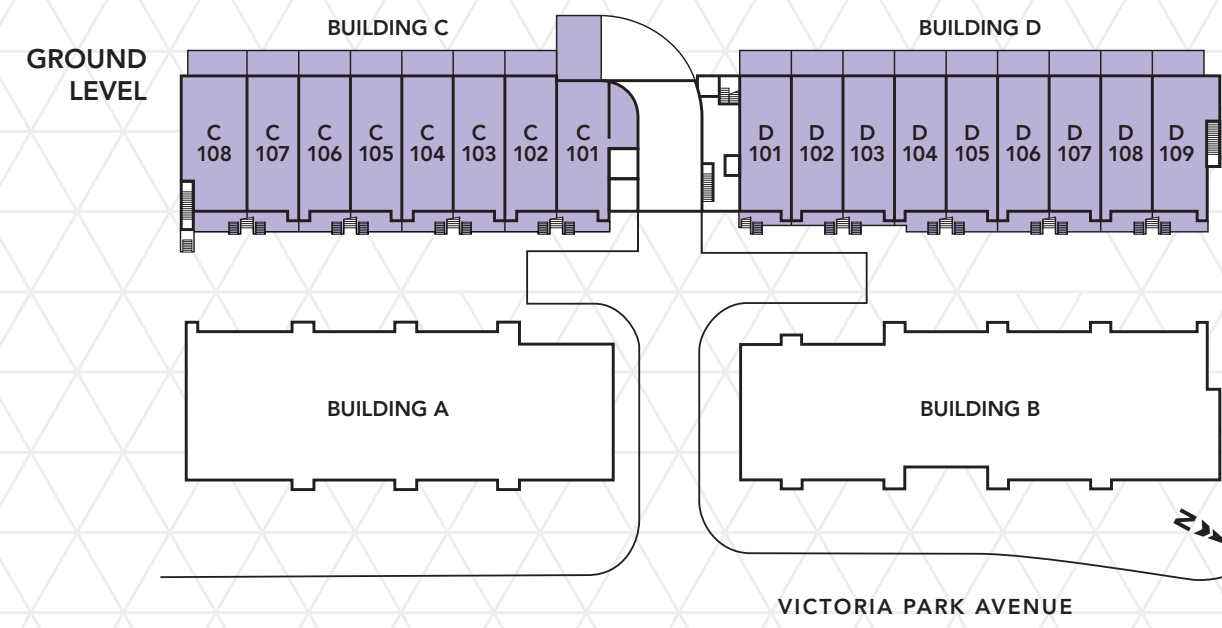 BUILDING C
BUILDING D
GROUND
LEVEL
C C C C C C C C
108 107 106 105 104 103 102 101
D D D D D D D D D
101 102 103 104 105 106 107 108 109
BUILDING A
BUILDING B
N
VICTORIA PARK AVENUE